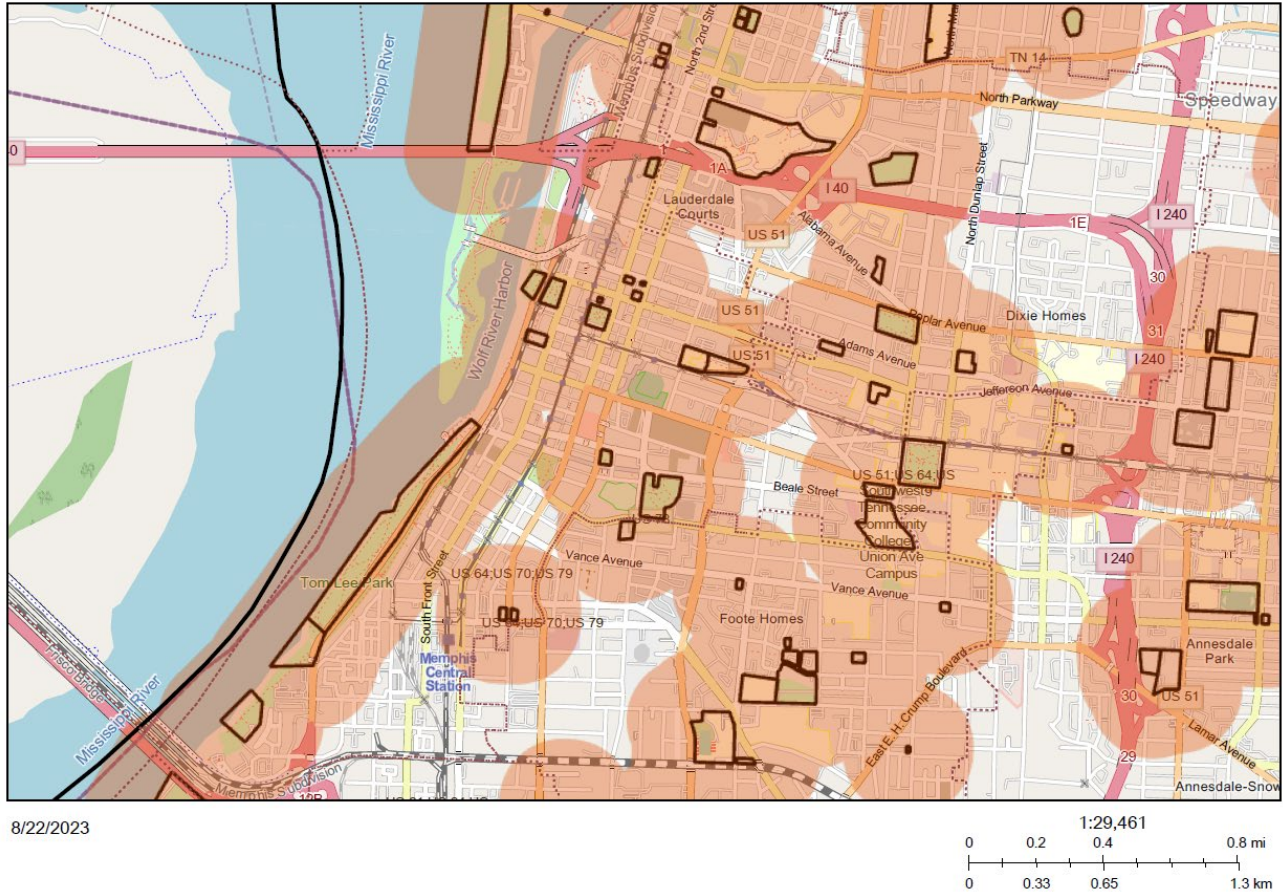 Mississippi River
Memphis Subdivision
North 2nd Street
TN 14
North Parkway
Speedway
0
1A
I 40
Lauderdale
Courts
North Dunlap Street
I 240
1E
US 51
Alabama Avenue
30
Wolf River Harbor
US 51
Dixie Homes
31
Poplar Avenue
US 51
Adams Avenue
I 240
Jefferson Avenue
Beale Street
US 51;US 64;US
Southwest
Tennessee
Community
College
Union Ave
Campus
Vance Avenue
I 240
Tom Lee Park
US 64;US 70;US 79
Vance Avenue
South Front Street
Foote Homes
Annesdale
Park
Memphis
Central
Station
Frisco Bridge
Mississippi River
East E. H. Crump Boulevard
30
US 51
Lamar Avenue
29
Memphis Subdivision
12B
Annesdale-Snow
8/22/2023
1:29,461
0 0.2 0.4 0.8 mi
0 0.33 0.65 1.3 km